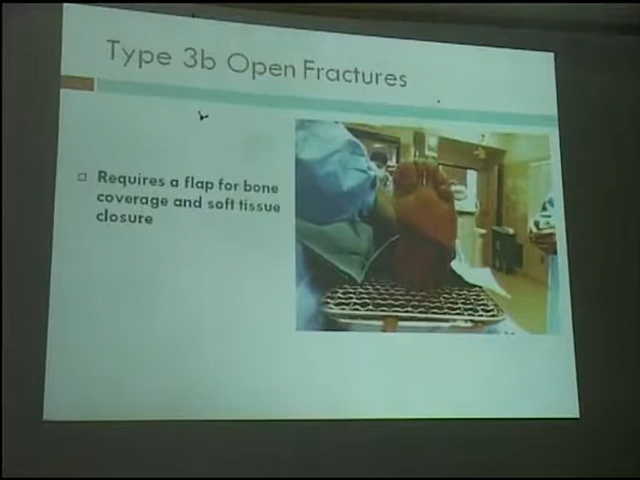 Type 3b Open Fractures
Requires a flap for bone
coverage and soft tissue
closure